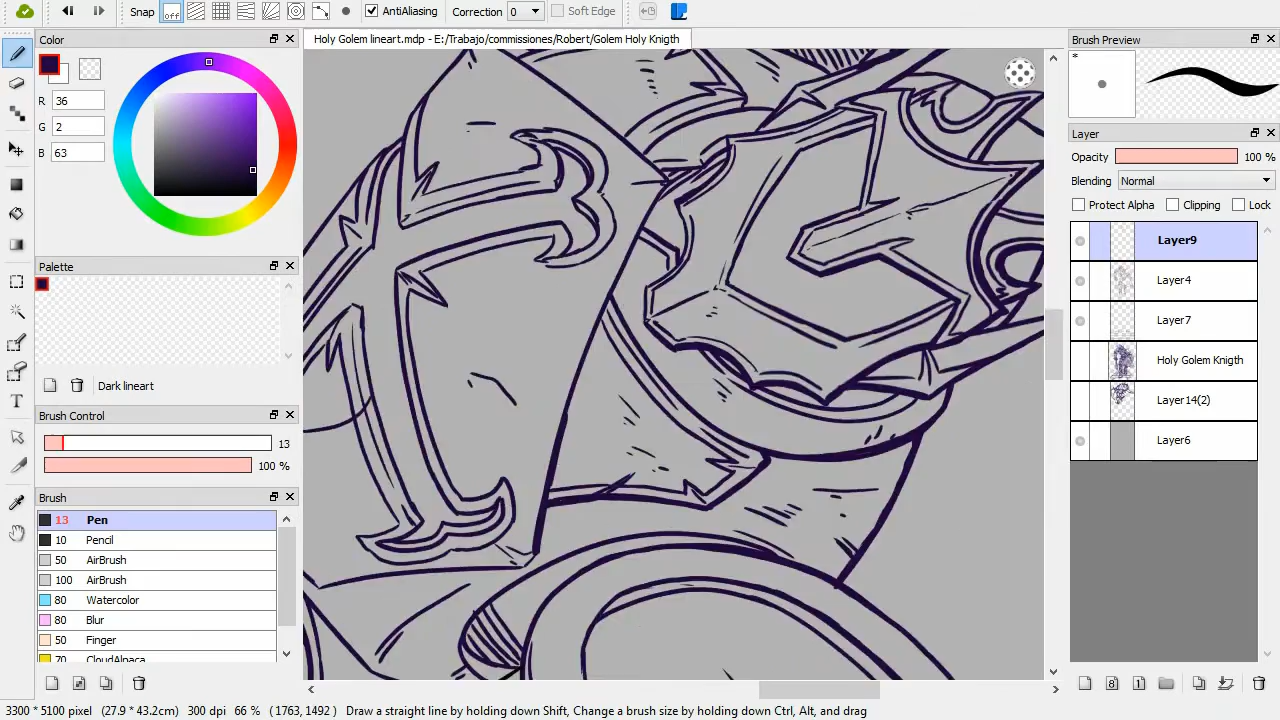 Snap off AntiAliasing Correction 0 Soft Edge
Color
R 36
G 2
B 63
Palette
Dark lineart
Brush Control
13
100 %
Brush
13 Pen
10 Pencil
50 AirBrush
100 AirBrush
80 Watercolor
80 Blur
50 Finger
70 CloudAlpaca
Holy Golem lineart.mdp - E:/Trabajo/commissiones/Robert/Golem Holy Knigth
Brush Preview
*
Layer
Opacity 100 %
Blending Normal
Protect Alpha Clipping Lock
Layer9
Layer4
Layer7
Holy Golem Knigth
Layer14(2)
Layer6
3300 * 5100 pixel (27.9 * 43.2cm) 300 dpi 66 % (1763, 1492) Draw a straight line by holding down Shift, Change a brush size by holding down Ctrl, Alt, and drag